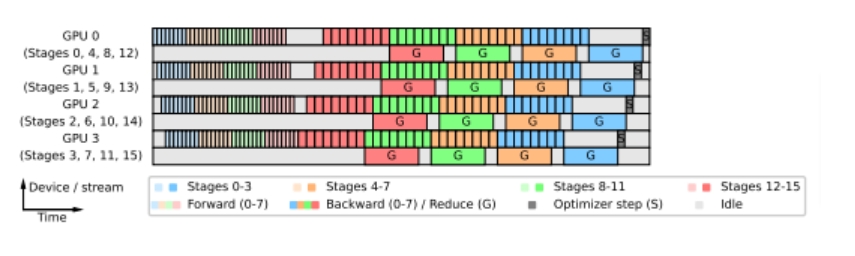 GPU 0
S
(Stages 0, 4, 8, 12)
G G G G
GPU 1
S
(Stages 1, 5, 9, 13)
G G G G
GPU 2
S
(Stages 2, 6, 10, 14)
G G G G
GPU 3
S
(Stages 3, 7, 11, 15)
G G G G
Device / stream
Time
Stages 0-3 Stages 4-7 Stages 8-11 Stages 12-15
Forward (0-7) Backward (0-7) / Reduce (G) Optimizer step (S) Idle